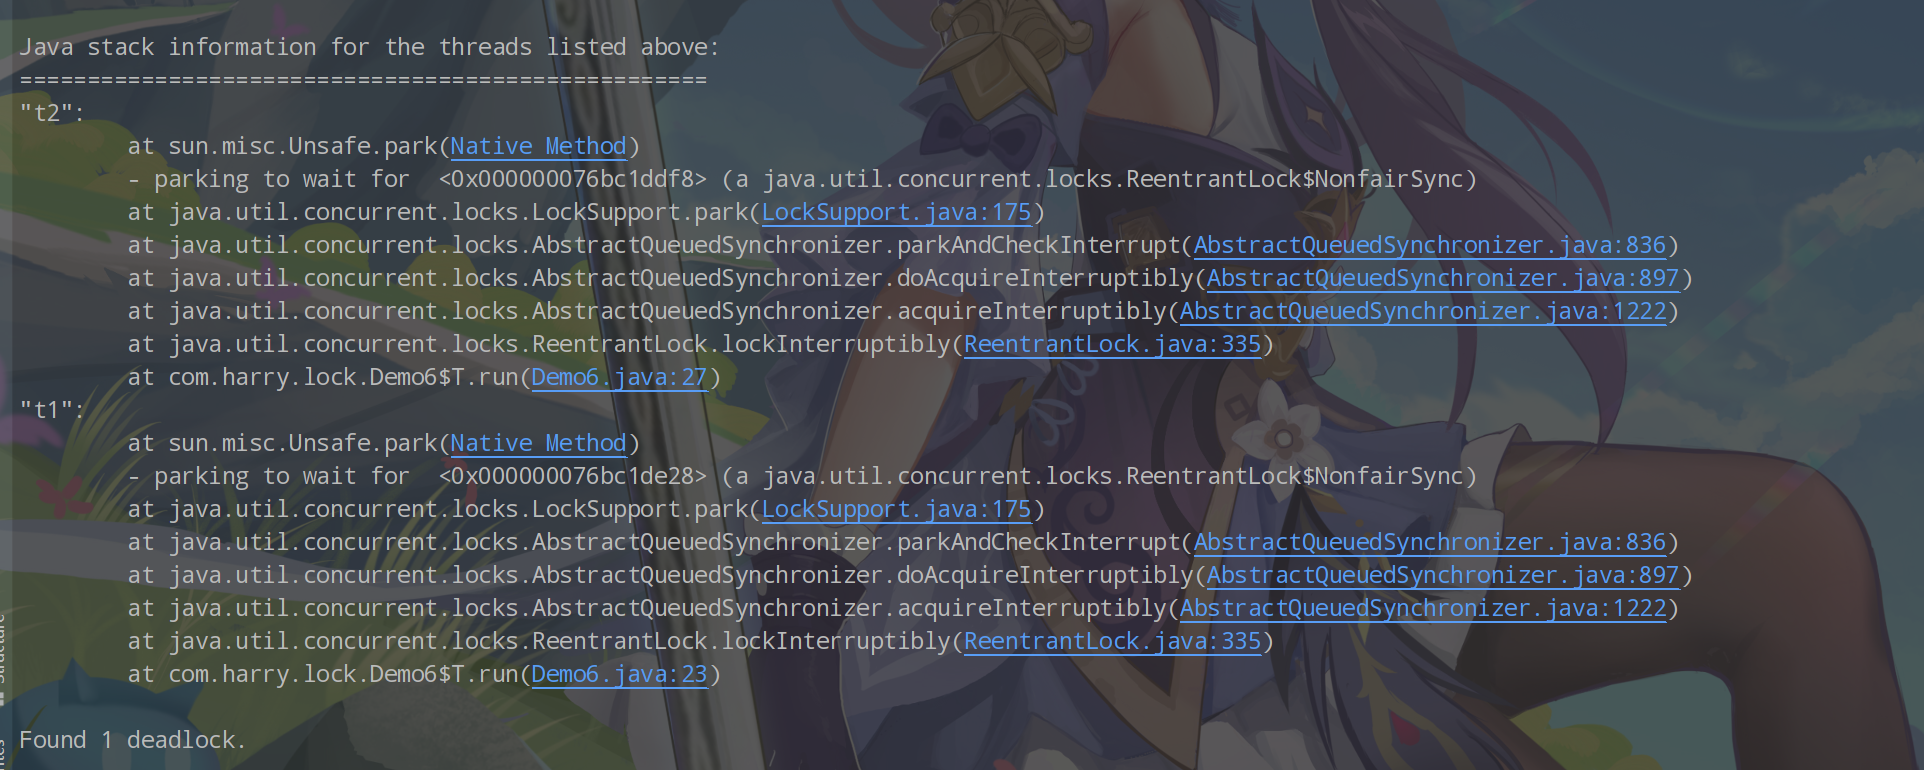 Java stack information for the threads listed above:
===================================================
"t2":
        at sun.misc.Unsafe.park(Native Method)
        - parking to wait for  <0x000000076bc1ddf8> (a java.util.concurrent.locks.ReentrantLock$NonfairSync)
        at java.util.concurrent.locks.LockSupport.park(LockSupport.java:175)
        at java.util.concurrent.locks.AbstractQueuedSynchronizer.parkAndCheckInterrupt(AbstractQueuedSynchronizer.java:836)
        at java.util.concurrent.locks.AbstractQueuedSynchronizer.doAcquireInterruptibly(AbstractQueuedSynchronizer.java:897)
        at java.util.concurrent.locks.AbstractQueuedSynchronizer.acquireInterruptibly(AbstractQueuedSynchronizer.java:1222)
        at java.util.concurrent.locks.ReentrantLock.lockInterruptibly(ReentrantLock.java:335)
        at com.harry.lock.Demo6$T.run(Demo6.java:27)
"t1":
        at sun.misc.Unsafe.park(Native Method)
        - parking to wait for  <0x000000076bc1de28> (a java.util.concurrent.locks.ReentrantLock$NonfairSync)
        at java.util.concurrent.locks.LockSupport.park(LockSupport.java:175)
        at java.util.concurrent.locks.AbstractQueuedSynchronizer.parkAndCheckInterrupt(AbstractQueuedSynchronizer.java:836)
        at java.util.concurrent.locks.AbstractQueuedSynchronizer.doAcquireInterruptibly(AbstractQueuedSynchronizer.java:897)
        at java.util.concurrent.locks.AbstractQueuedSynchronizer.acquireInterruptibly(AbstractQueuedSynchronizer.java:1222)
        at java.util.concurrent.locks.ReentrantLock.lockInterruptibly(ReentrantLock.java:335)
        at com.harry.lock.Demo6$T.run(Demo6.java:23)

Found 1 deadlock.